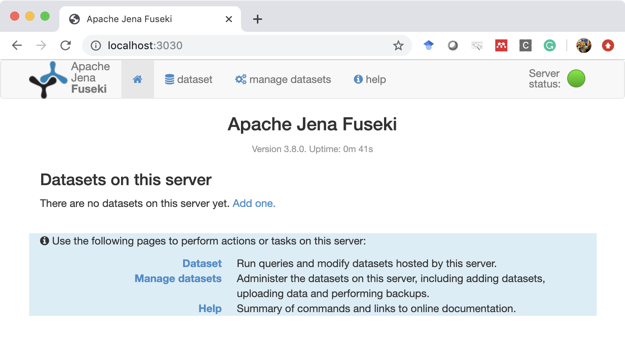 Apache Jena Fuseki
localhost:3030
C
Apache
Jena
Fuseki
dataset
manage datasets
help
Server
status:
Apache Jena Fuseki
Version 3.8.0. Uptime: 0m 41s
Datasets on this server
There are no datasets on this server yet. Add one.
Use the following pages to perform actions or tasks on this server:
Dataset Run queries and modify datasets hosted by this server.
Manage datasets Administer the datasets on this server, including adding datasets,
uploading data and performing backups.
Help Summary of commands and links to online documentation.